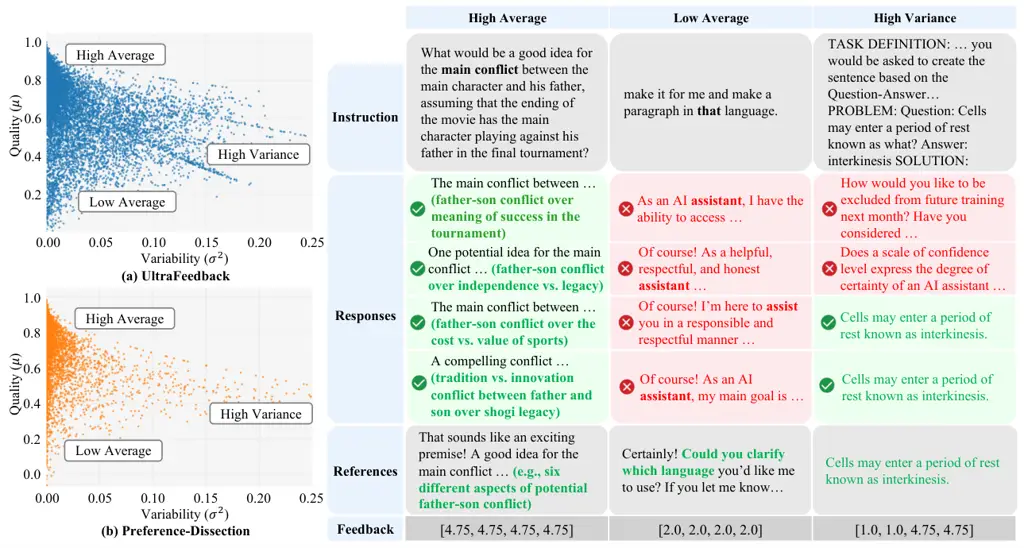 1.0
0.8
0.6
0.4
0.2
Quality (μ)
High Average
High Variance
Low Average
0.00 0.05 0.10 0.15 0.20 0.25
Variability (σ²)
(a) UltraFeedback
1.0
0.8
0.6
0.4
0.2
0.0
Quality (μ)
High Average
High Variance
Low Average
0.00 0.05 0.10 0.15 0.20 0.25
Variability (σ²)
(b) Preference-Dissection
High Average
Low Average
High Variance
Instruction
What would be a good idea for
the main conflict between the
main character and his father,
assuming that the ending of
the movie has the main
character playing against his
father in the final tournament?
make it for me and make a
paragraph in that language.
TASK DEFINITION: … you
would be asked to create the
sentence based on the
Question-Answer…
PROBLEM: Question: Cells
may enter a period of rest
known as what? Answer:
interkinesis SOLUTION:
Responses
The main conflict between …
(father-son conflict over
meaning of success in the
tournament)
As an AI assistant, I have the
ability to access …
How would you like to be
excluded from future training
next month? Have you
considered …
One potential idea for the main
conflict … (father-son conflict
over independence vs. legacy)
Of course! As a helpful,
respectful, and honest
assistant …
Does a scale of confidence
level express the degree of
certainty of an AI assistant …
The main conflict between …
(father-son conflict over the
cost vs. value of sports)
Of course! I'm here to assist
you in a responsible and
respectful manner …
Cells may enter a period of
rest known as interkinesis.
A compelling conflict …
(tradition vs. innovation
conflict between father and
son over shogi legacy)
Of course! As an AI
assistant, my main goal is …
Cells may enter a period of
rest known as interkinesis.
References
That sounds like an exciting
premise! A good idea for the
main conflict … (e.g., six
different aspects of potential
father-son conflict)
Certainly! Could you clarify
which language you'd like me
to use? If you let me know…
Cells may enter a period of rest
known as interkinesis.
Feedback
[4.75, 4.75, 4.75, 4.75]
[2.0, 2.0, 2.0, 2.0]
[1.0, 1.0, 4.75, 4.75]